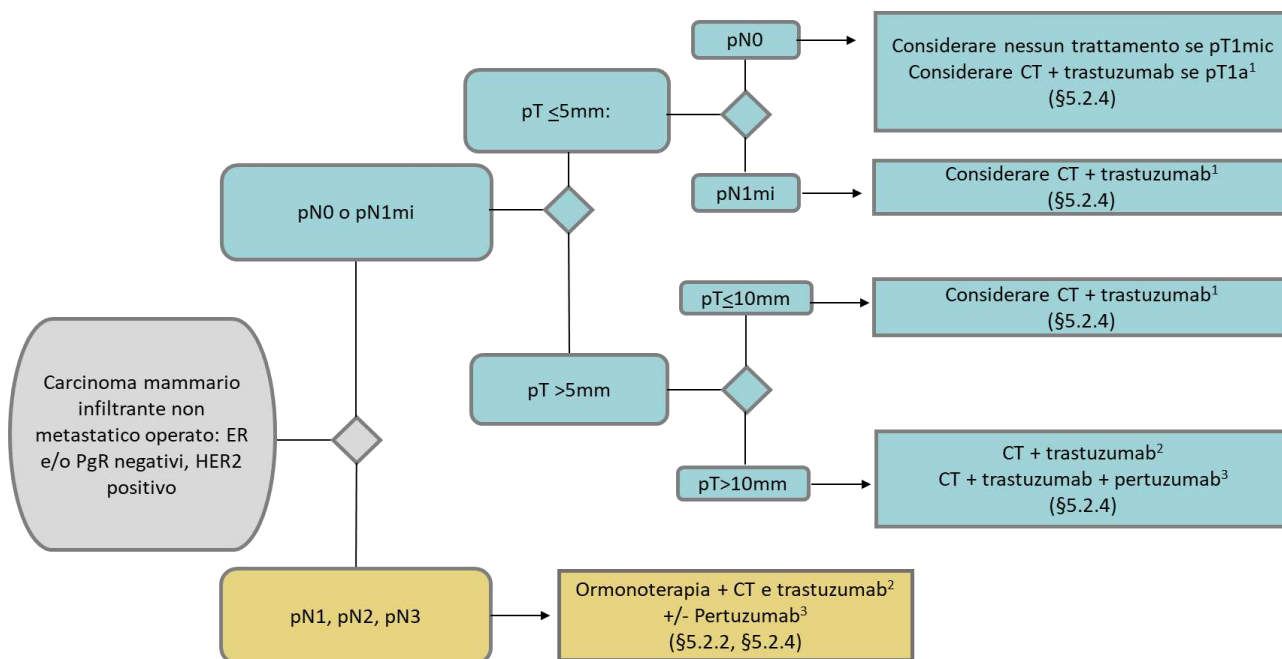 pN0
Considerare nessun trattamento se pT1mic
Considerare CT + trastuzumab se pT1a¹
(§5.2.4)
pT ≤5mm:
pN1mi
Considerare CT + trastuzumab¹
(§5.2.4)
pN0 o pN1mi
pT≤10mm
Considerare CT + trastuzumab¹
(§5.2.4)
pT >5mm
Carcinoma mammario
infiltrante non
metastatico operato: ER
e/o PgR negativi, HER2
positivo
pT>10mm
CT + trastuzumab²
CT + trastuzumab + pertuzumab³
(§5.2.4)
pN1, pN2, pN3
Ormonoterapia + CT e trastuzumab²
+/- Pertuzumab³
(§5.2.2, §5.2.4)